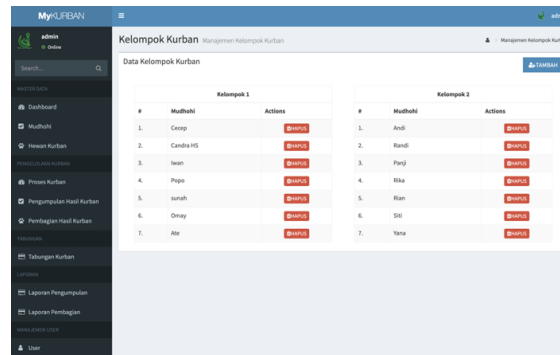 MyKURBAN
adm
admin
Online
Search...
Kelompok Kurban Manajemen Kelompok Kurban
Manajemen Kelompok Kurb
MASTER DATA
Dashboard
Mudhohi
Hewan Kurban
PENGELOLAAN KURBAN
Proses Kurban
Pengumpulan Hasil Kurban
Pembagian Hasil Kurban
TABUNGAN
Tabungan Kurban
LAPORAN
Laporan Pengumpulan
Laporan Pembagian
MANAJEMEN USER
User
Data Kelompok Kurban
TAMBAH
Kelompok 1
# Mudhohi Actions
1. Cecep HAPUS
2. Candra HS HAPUS
3. Iwan HAPUS
4. Popo HAPUS
5. sunah HAPUS
6. Omay HAPUS
7. Ate HAPUS
Kelompok 2
# Mudhohi Actions
1. Andi HAPUS
2. Randi HAPUS
3. Panji HAPUS
4. Rika HAPUS
5. Rian HAPUS
6. Siti HAPUS
7. Yana HAPUS